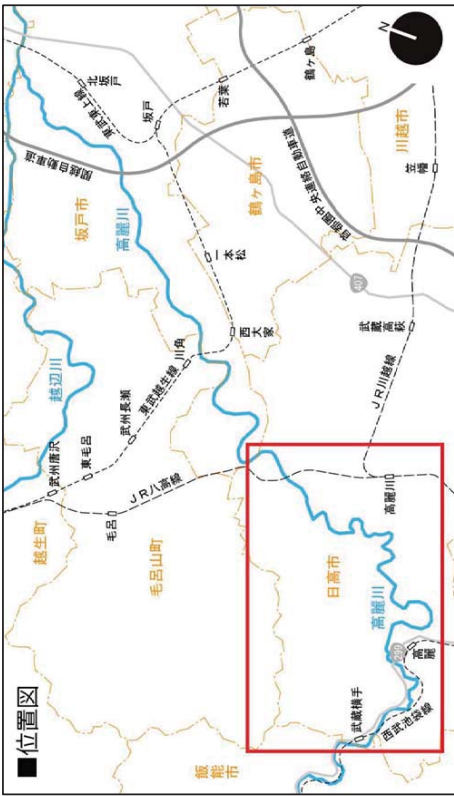 ■位置図
飯能市
越生町
毛呂山町
日高市
坂戸市
鶴ヶ島市
川越市
越辺川
高麗川
高麗川
武州唐沢
東毛呂
武州長瀬
川角
東武越生線
毛呂
JR八高線
西大家
一本松
坂戸
北坂戸
東武東上線
関越自動車道
若葉
鶴ヶ島
首都圏中央連絡自動車道
407
笠幡
武蔵高萩
JR川越線
高麗川
299
高麗
武蔵横手
西武池袋線
N